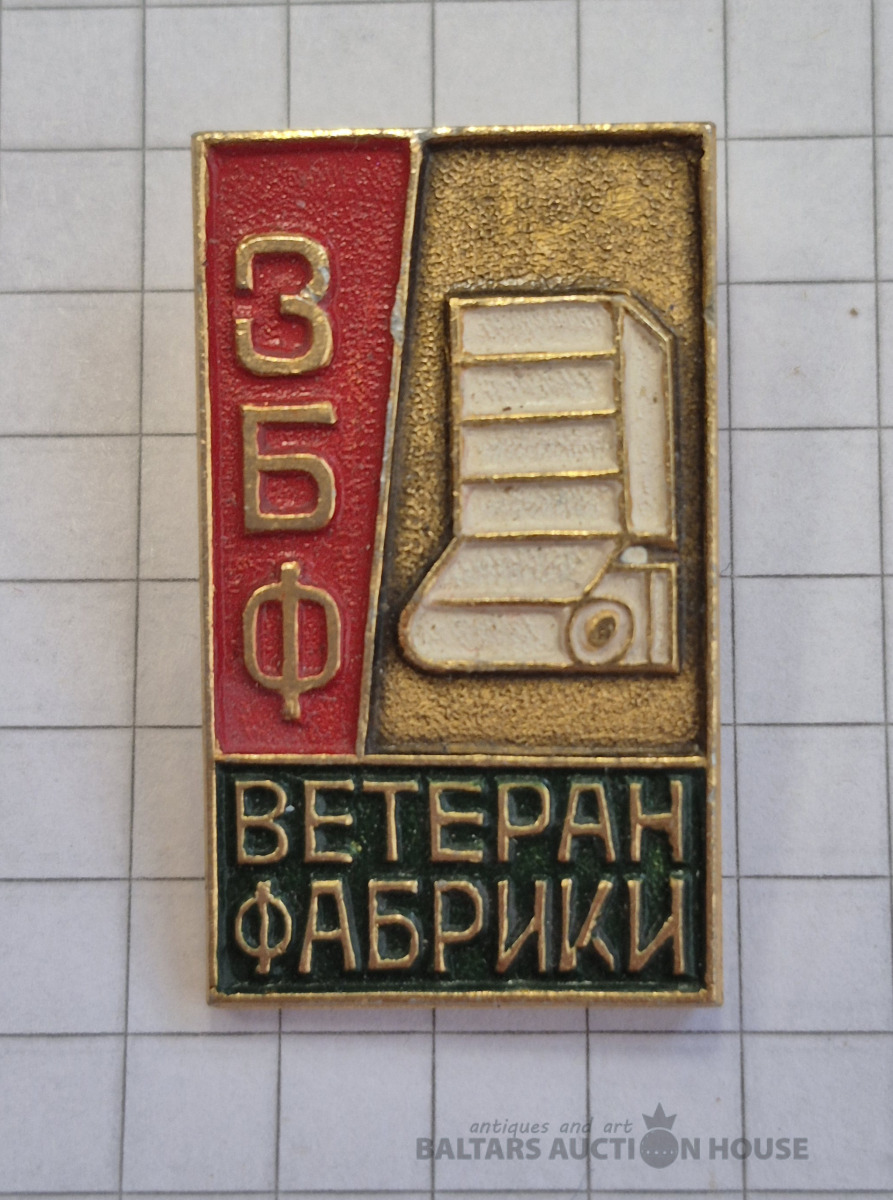 З
Б
Ф
ВЕТЕРАН
ФАБРИКИ
antiques and art
BALTARS AUCTION HOUSE